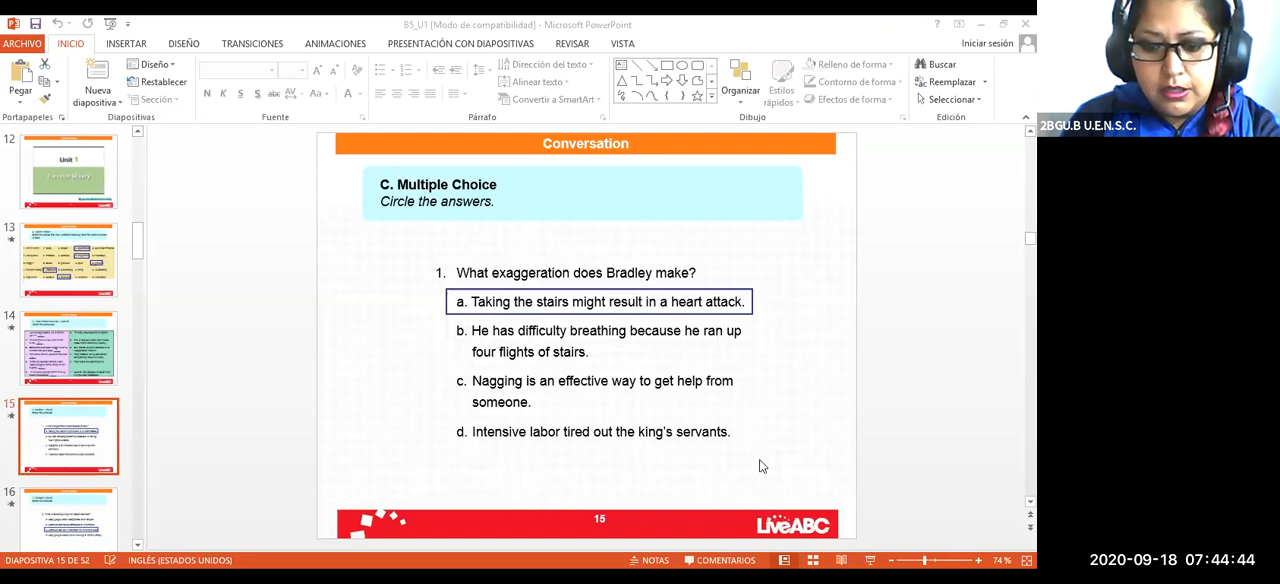 B5_U1 [Modo de compatibilidad] - Microsoft PowerPoint
ARCHIVO INICIO INSERTAR DISEÑO TRANSICIONES ANIMACIONES PRESENTACIÓN CON DIAPOSITIVAS REVISAR VISTA Iniciar sesión
Pegar
Nueva diapositiva
Diseño
Restablecer
Sección
N K S S abc AV Aa A
Dirección del texto
Alinear texto
Convertir a SmartArt
Organizar
Estilos rápidos
Relleno de forma
Contorno de forma
Efectos de forma
Buscar
Reemplazar
Seleccionar
Portapapeles Diapositivas Fuente Párrafo Dibujo Edición
2BGU.B U.E.N.S.C.
12
Unit 1
13
14
15
16
Conversation
C. Multiple Choice
Circle the answers.
1. What exaggeration does Bradley make?
a. Taking the stairs might result in a heart attack.
b. He has difficulty breathing because he ran up
four flights of stairs.
c. Nagging is an effective way to get help from
someone.
d. Intensive labor tired out the king's servants.
15
LiveABC
DIAPOSITIVA 15 DE 52 INGLÉS (ESTADOS UNIDOS) NOTAS COMENTARIOS 74 %
2020-09-18 07:44:44